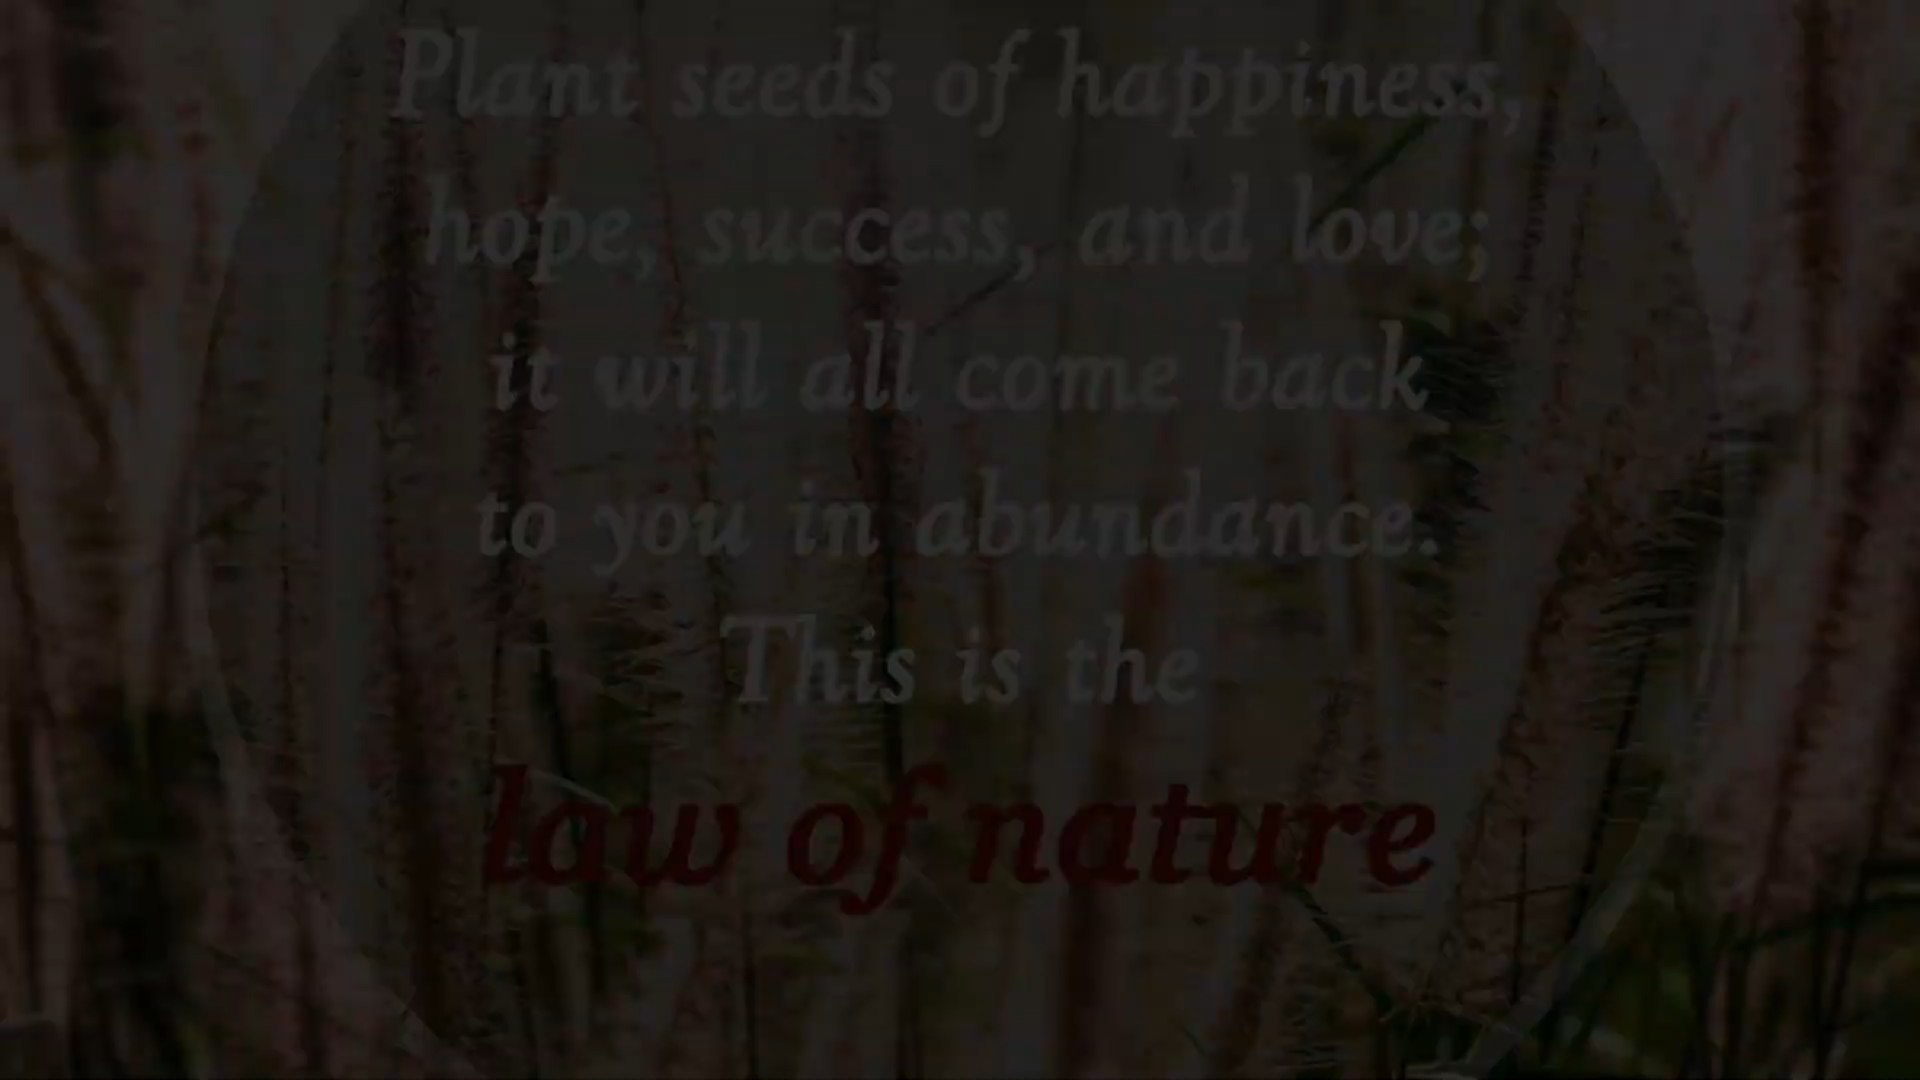 Plant seeds of happiness,
hope, success, and love;
it will all come back
to you in abundance.
This is the
law of nature